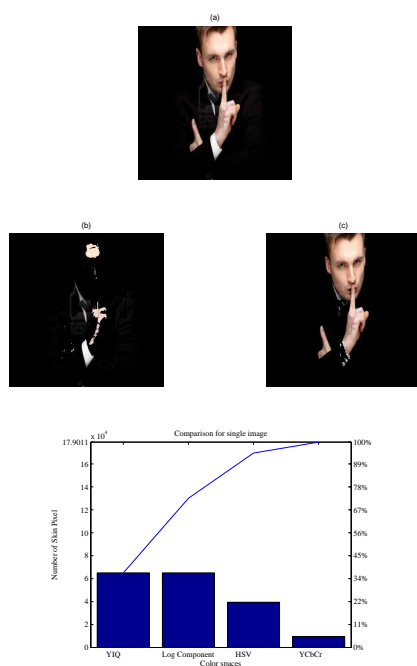 (a)
(b)
(c)
Comparison for single image
x 10^4
17.9011
16
14
12
10
8
6
4
2
0
Number of Skin Pixel
100%
89%
78%
67%
56%
45%
34%
22%
11%
0%
YIQ
Log Component
HSV
YCbCr
Color spaces